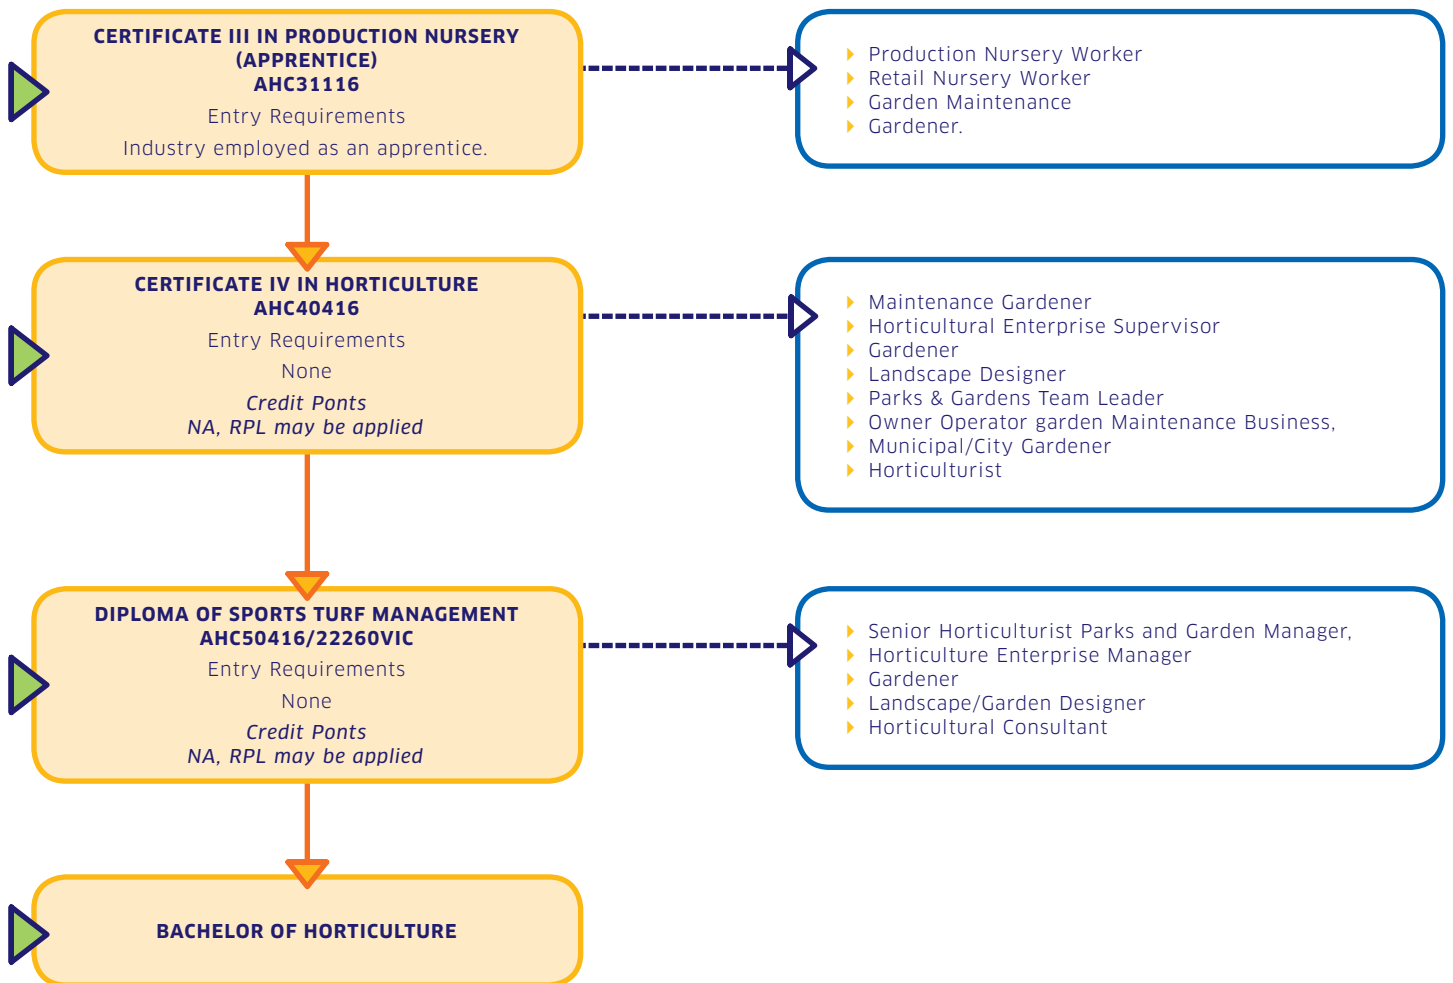 CERTIFICATE III IN PRODUCTION NURSERY
(APPRENTICE)
AHC31116
Entry Requirements
Industry employed as an apprentice.
Production Nursery Worker
Retail Nursery Worker
Garden Maintenance
Gardener.
CERTIFICATE IV IN HORTICULTURE
AHC40416
Entry Requirements
None
Credit Ponts
NA, RPL may be applied
Maintenance Gardener
Horticultural Enterprise Supervisor
Gardener
Landscape Designer
Parks & Gardens Team Leader
Owner Operator garden Maintenance Business,
Municipal/City Gardener
Horticulturist
DIPLOMA OF SPORTS TURF MANAGEMENT
AHC50416/22260VIC
Entry Requirements
None
Credit Ponts
NA, RPL may be applied
Senior Horticulturist Parks and Garden Manager,
Horticulture Enterprise Manager
Gardener
Landscape/Garden Designer
Horticultural Consultant
BACHELOR OF HORTICULTURE